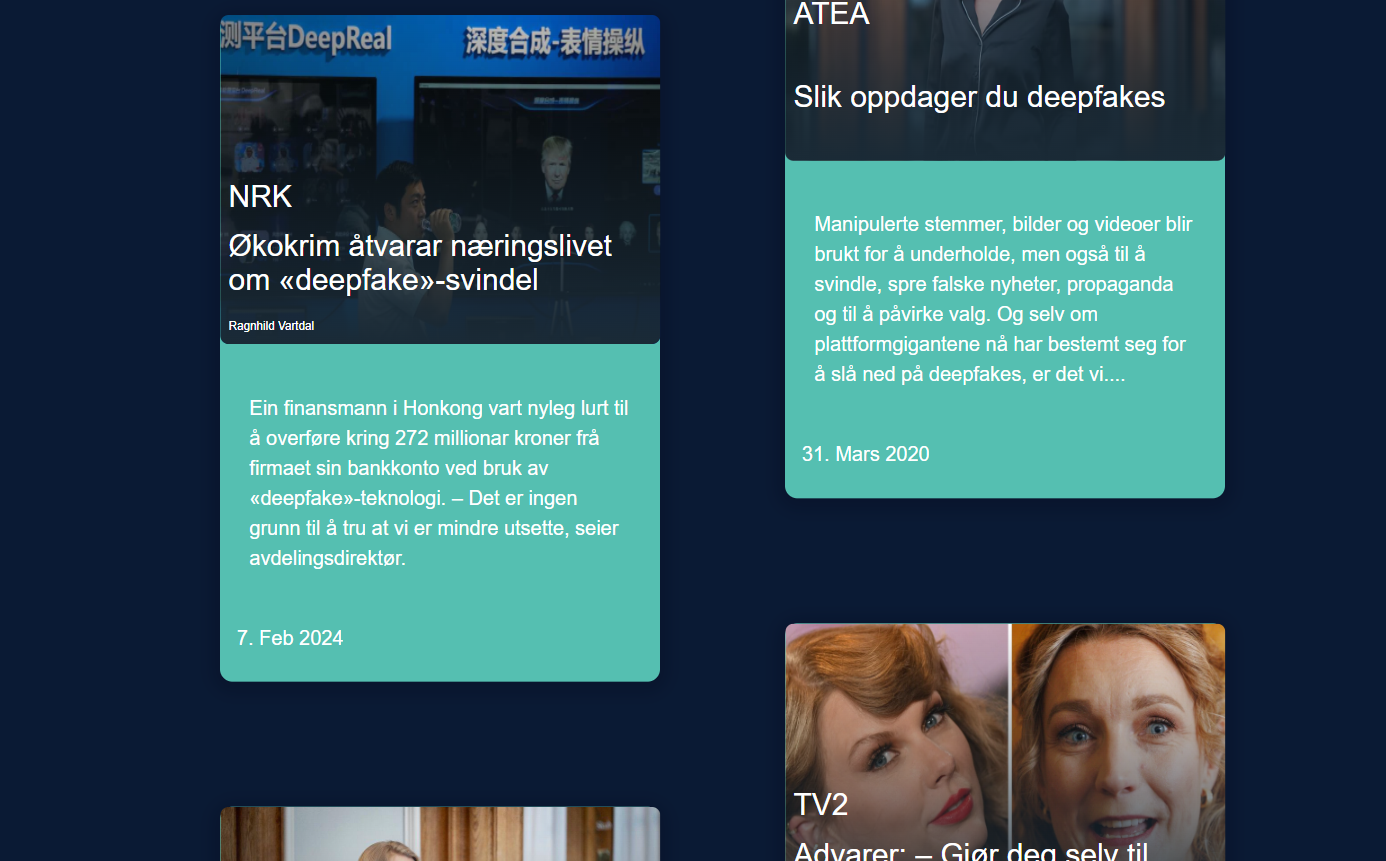 测平台DeepReal
深度合成-表情操纵
NRK
Økokrim åtvarar næringslivet
om «deepfake»-svindel
Ragnhild Vartdal
Ein finansmann i Honkong vart nyleg lurt til
å overføre kring 272 millionar kroner frå
firmaet sin bankkonto ved bruk av
«deepfake»-teknologi. – Det er ingen
grunn til å tru at vi er mindre utsette, seier
avdelingsdirektør.
7. Feb 2024
ATEA
Slik oppdager du deepfakes
Manipulerte stemmer, bilder og videoer blir
brukt for å underholde, men også til å
svindle, spre falske nyheter, propaganda
og til å påvirke valg. Og selv om
plattformgigantene nå har bestemt seg for
å slå ned på deepfakes, er det vi....
31. Mars 2020
TV2
Advarer: – Gjør deg selv til